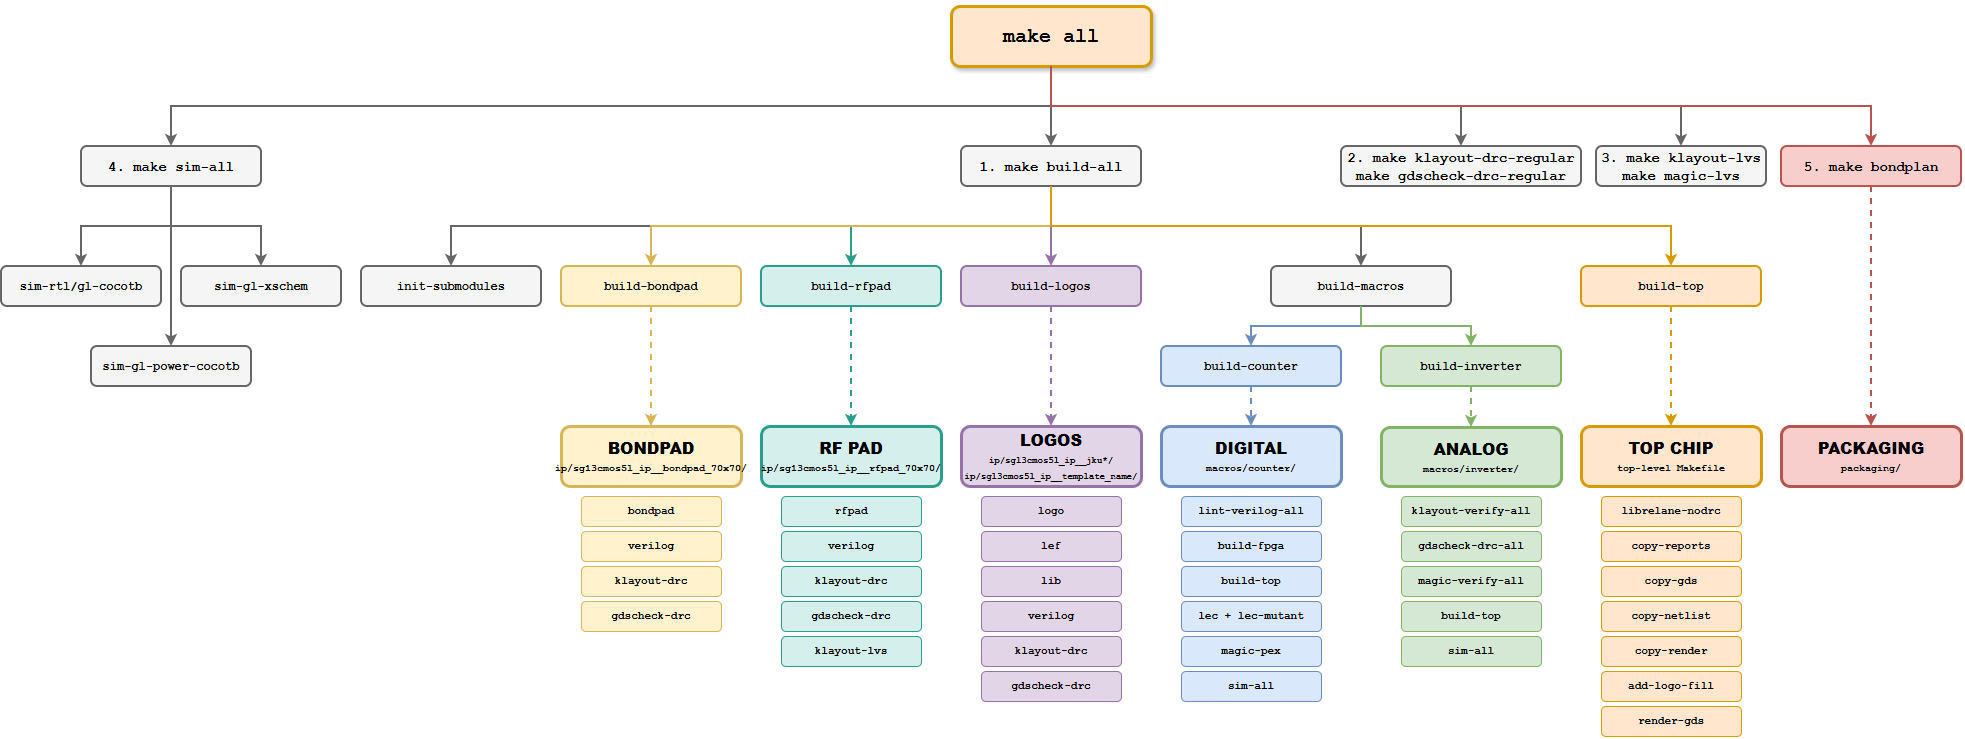 make all
4. make sim-all
1. make build-all
2. make klayout-drc-regular
make gdscheck-drc-regular
3. make klayout-lvs
make magic-lvs
5. make bondplan
sim-rtl/gl-cocotb
sim-gl-xschem
init-submodules
build-bondpad
build-rfpad
build-logos
build-macros
build-top
sim-gl-power-cocotb
build-counter
build-inverter
BONDPAD
ip/sg13cmos5l_ip__bondpad_70x70/
RF PAD
ip/sg13cmos5l_ip__rfpad_70x70/
LOGOS
ip/sg13cmos5l_ip__jku*/
ip/sg13cmos5l_ip__template_name/
DIGITAL
macros/counter/
ANALOG
macros/inverter/
TOP CHIP
top-level Makefile
PACKAGING
packaging/
bondpad
verilog
klayout-drc
gdscheck-drc
rfpad
verilog
klayout-drc
gdscheck-drc
klayout-lvs
logo
lef
lib
verilog
klayout-drc
gdscheck-drc
lint-verilog-all
build-fpga
build-top
lec + lec-mutant
magic-pex
sim-all
klayout-verify-all
gdscheck-drc-all
magic-verify-all
build-top
sim-all
librelane-nodrc
copy-reports
copy-gds
copy-netlist
copy-render
add-logo-fill
render-gds